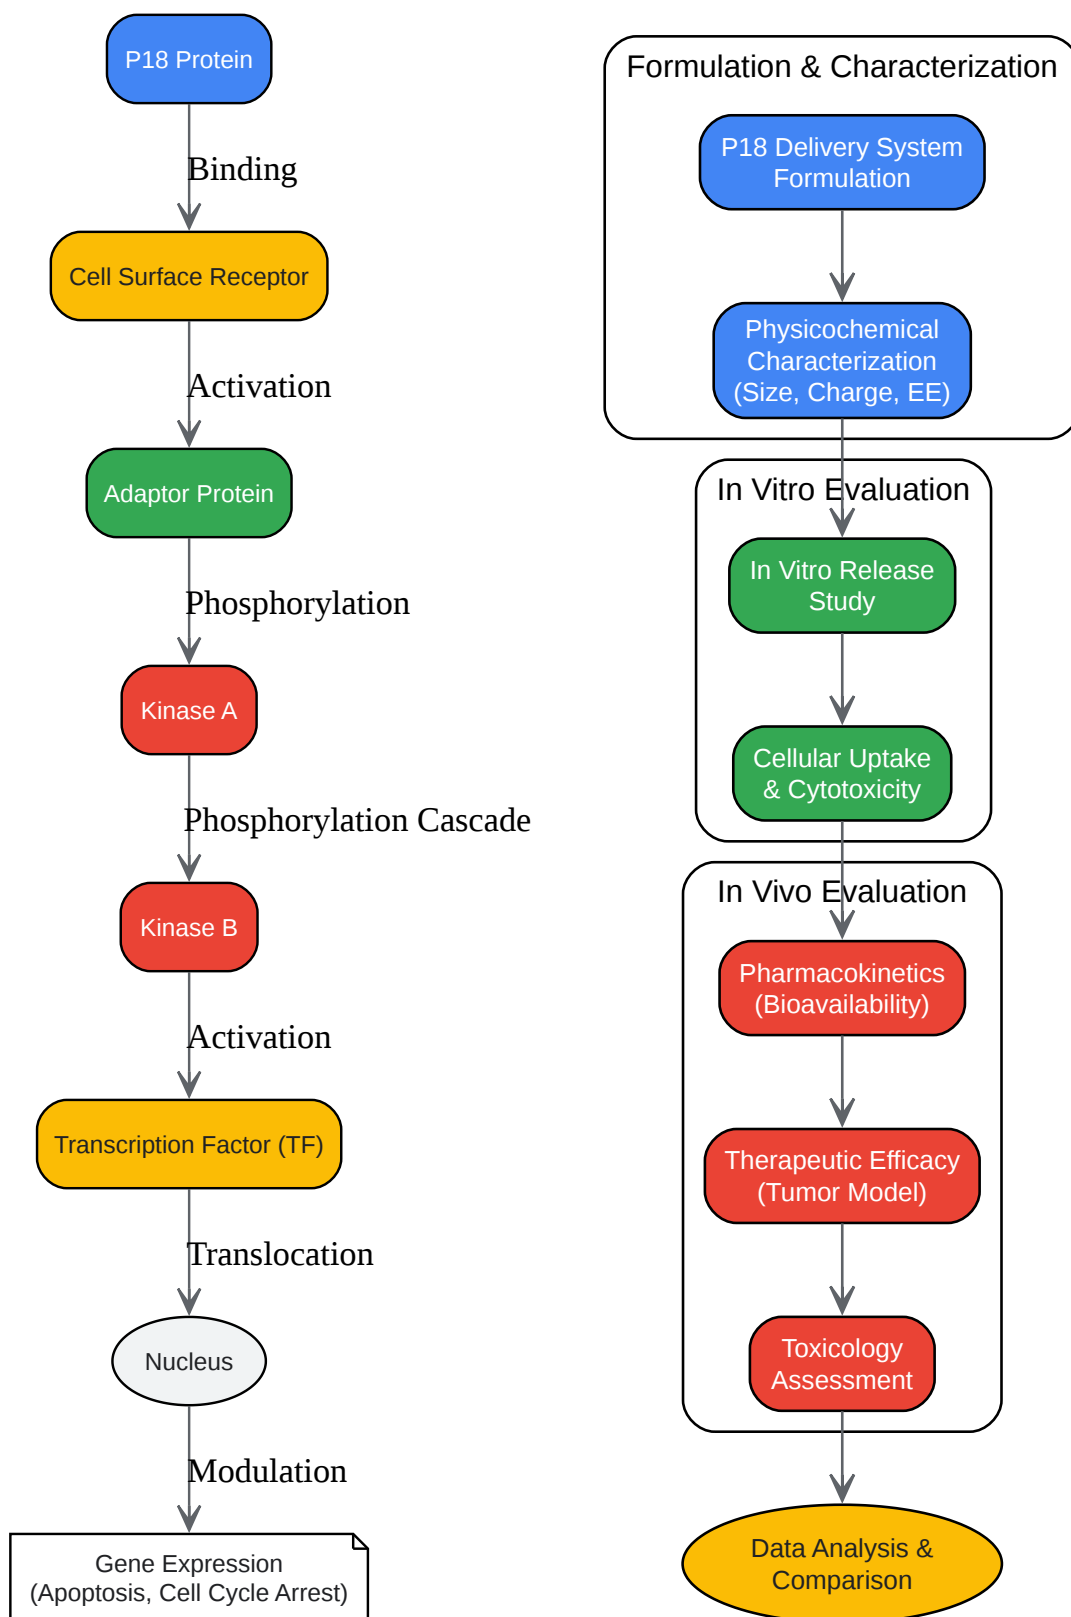 P18 Protein
Binding
Cell Surface Receptor
Activation
Adaptor Protein
Phosphorylation
Kinase A
Phosphorylation Cascade
Kinase B
Activation
Transcription Factor (TF)
Translocation
Nucleus
Modulation
Gene Expression
(Apoptosis, Cell Cycle Arrest)
Formulation & Characterization
P18 Delivery System
Formulation
Physicochemical
Characterization
(Size, Charge, EE)
In Vitro Evaluation
In Vitro Release
Study
Cellular Uptake
& Cytotoxicity
In Vivo Evaluation
Pharmacokinetics
(Bioavailability)
Therapeutic Efficacy
(Tumor Model)
Toxicology
Assessment
Data Analysis &
Comparison